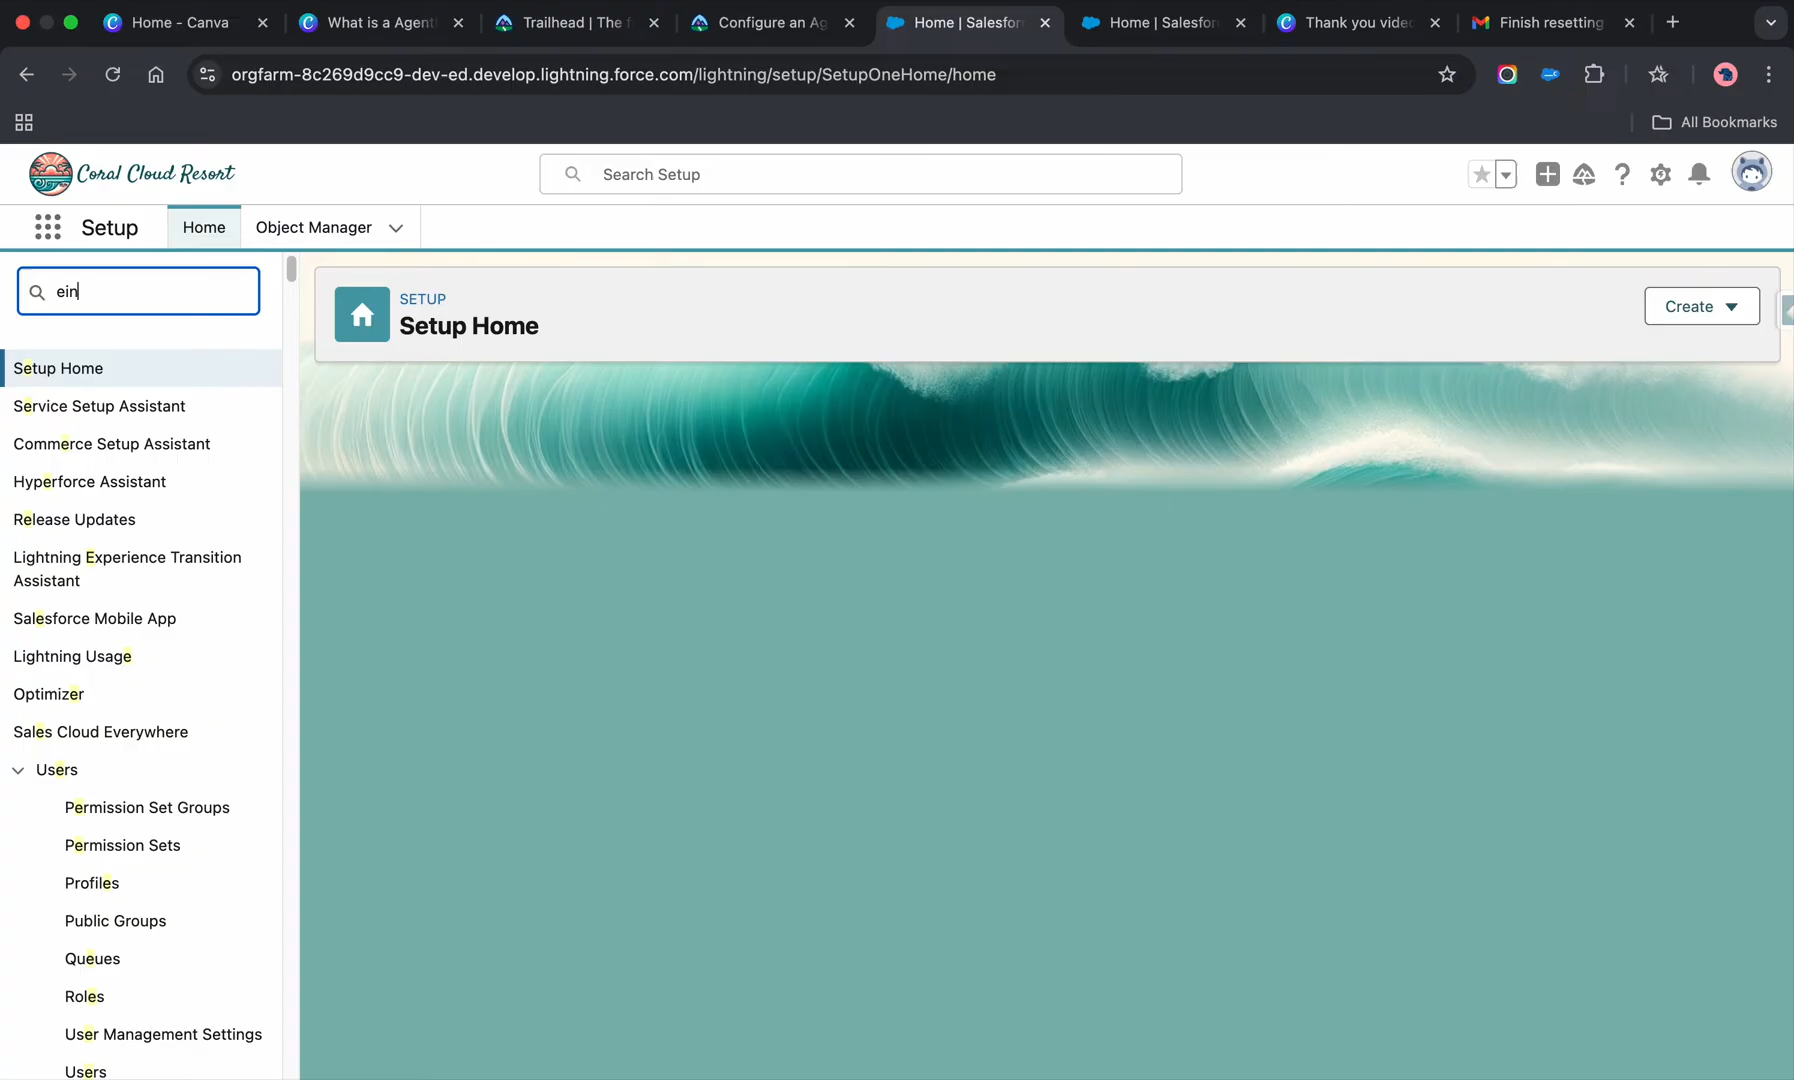 Home - Canva
What is a Agent
Trailhead | The f
Configure an Ag
Home | Salesfor
Home | Salesfor
Thank you video
Finish resetting
orgfarm-8c269d9cc9-dev-ed.develop.lightning.force.com/lightning/setup/SetupOneHome/home
All Bookmarks
Coral Cloud Resort
Search Setup
Setup
Home
Object Manager
ein
SETUP
Setup Home
Create
Setup Home
Service Setup Assistant
Commerce Setup Assistant
Hyperforce Assistant
Release Updates
Lightning Experience Transition
Assistant
Salesforce Mobile App
Lightning Usage
Optimizer
Sales Cloud Everywhere
Users
Permission Set Groups
Permission Sets
Profiles
Public Groups
Queues
Roles
User Management Settings
Users